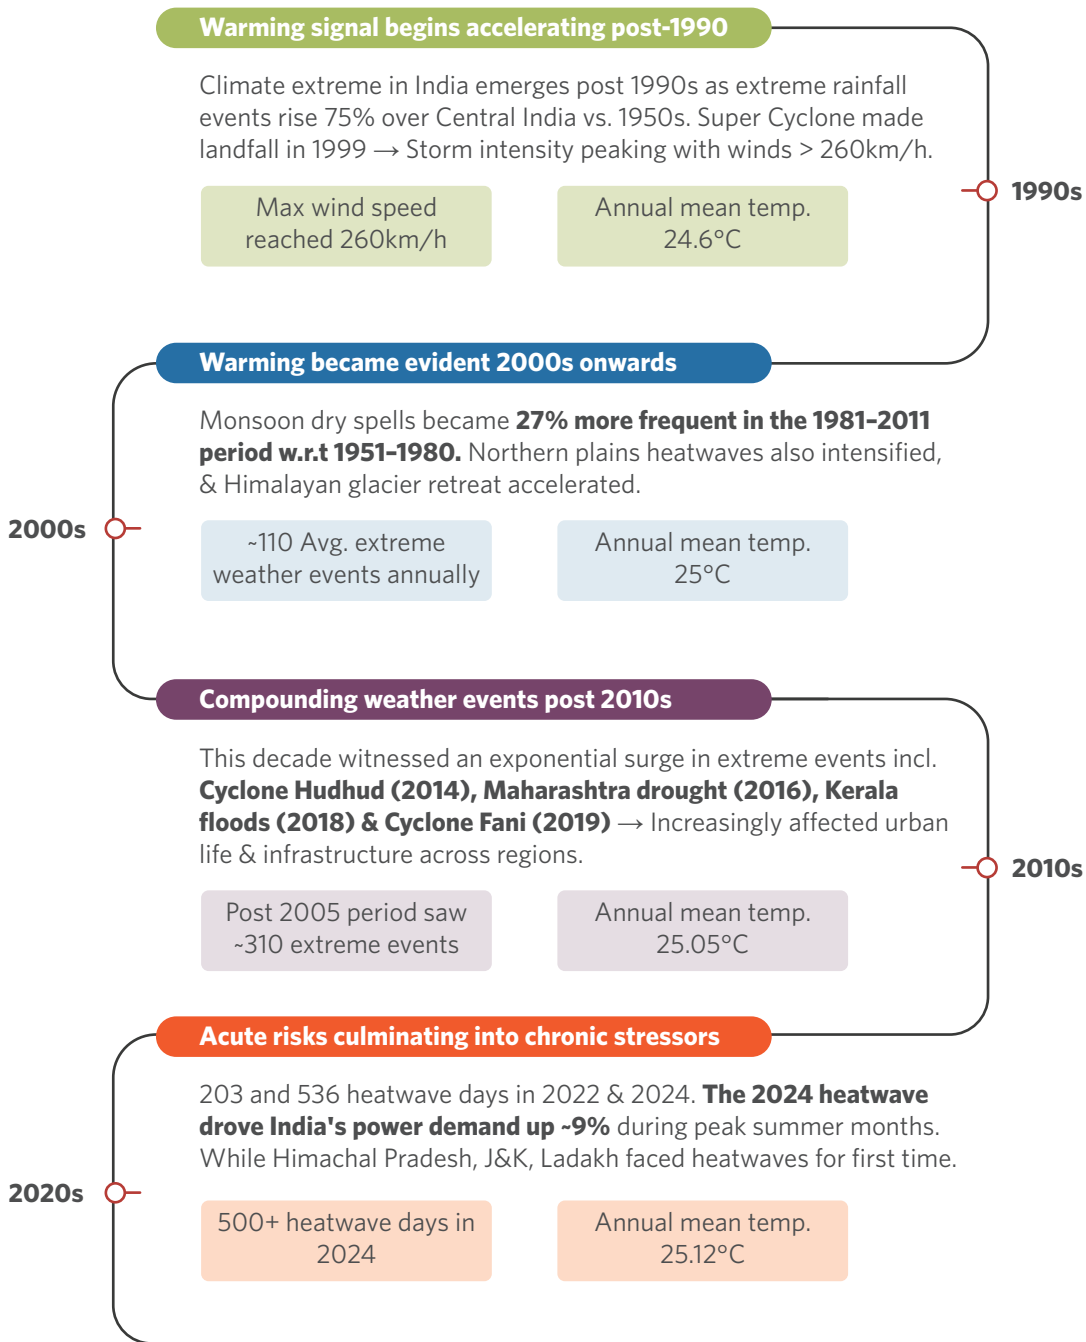 Warming signal begins accelerating post-1990
Climate extreme in India emerges post 1990s as extreme rainfall
events rise 75% over Central India vs. 1950s. Super Cyclone made
landfall in 1999 → Storm intensity peaking with winds > 260km/h.
1990s
Max wind speed
reached 260km/h
Annual mean temp.
24.6°C
Warming became evident 2000s onwards
Monsoon dry spells became 27% more frequent in the 1981–2011
period w.r.t 1951–1980. Northern plains heatwaves also intensified,
& Himalayan glacier retreat accelerated.
2000s
~110 Avg. extreme
weather events annually
Annual mean temp.
25°C
Compounding weather events post 2010s
This decade witnessed an exponential surge in extreme events incl.
Cyclone Hudhud (2014), Maharashtra drought (2016), Kerala
floods (2018) & Cyclone Fani (2019) → Increasingly affected urban
life & infrastructure across regions.
2010s
Post 2005 period saw
~310 extreme events
Annual mean temp.
25.05°C
Acute risks culminating into chronic stressors
203 and 536 heatwave days in 2022 & 2024. The 2024 heatwave
drove India's power demand up ~9% during peak summer months.
While Himachal Pradesh, J&K, Ladakh faced heatwaves for first time.
2020s
500+ heatwave days in
2024
Annual mean temp.
25.12°C